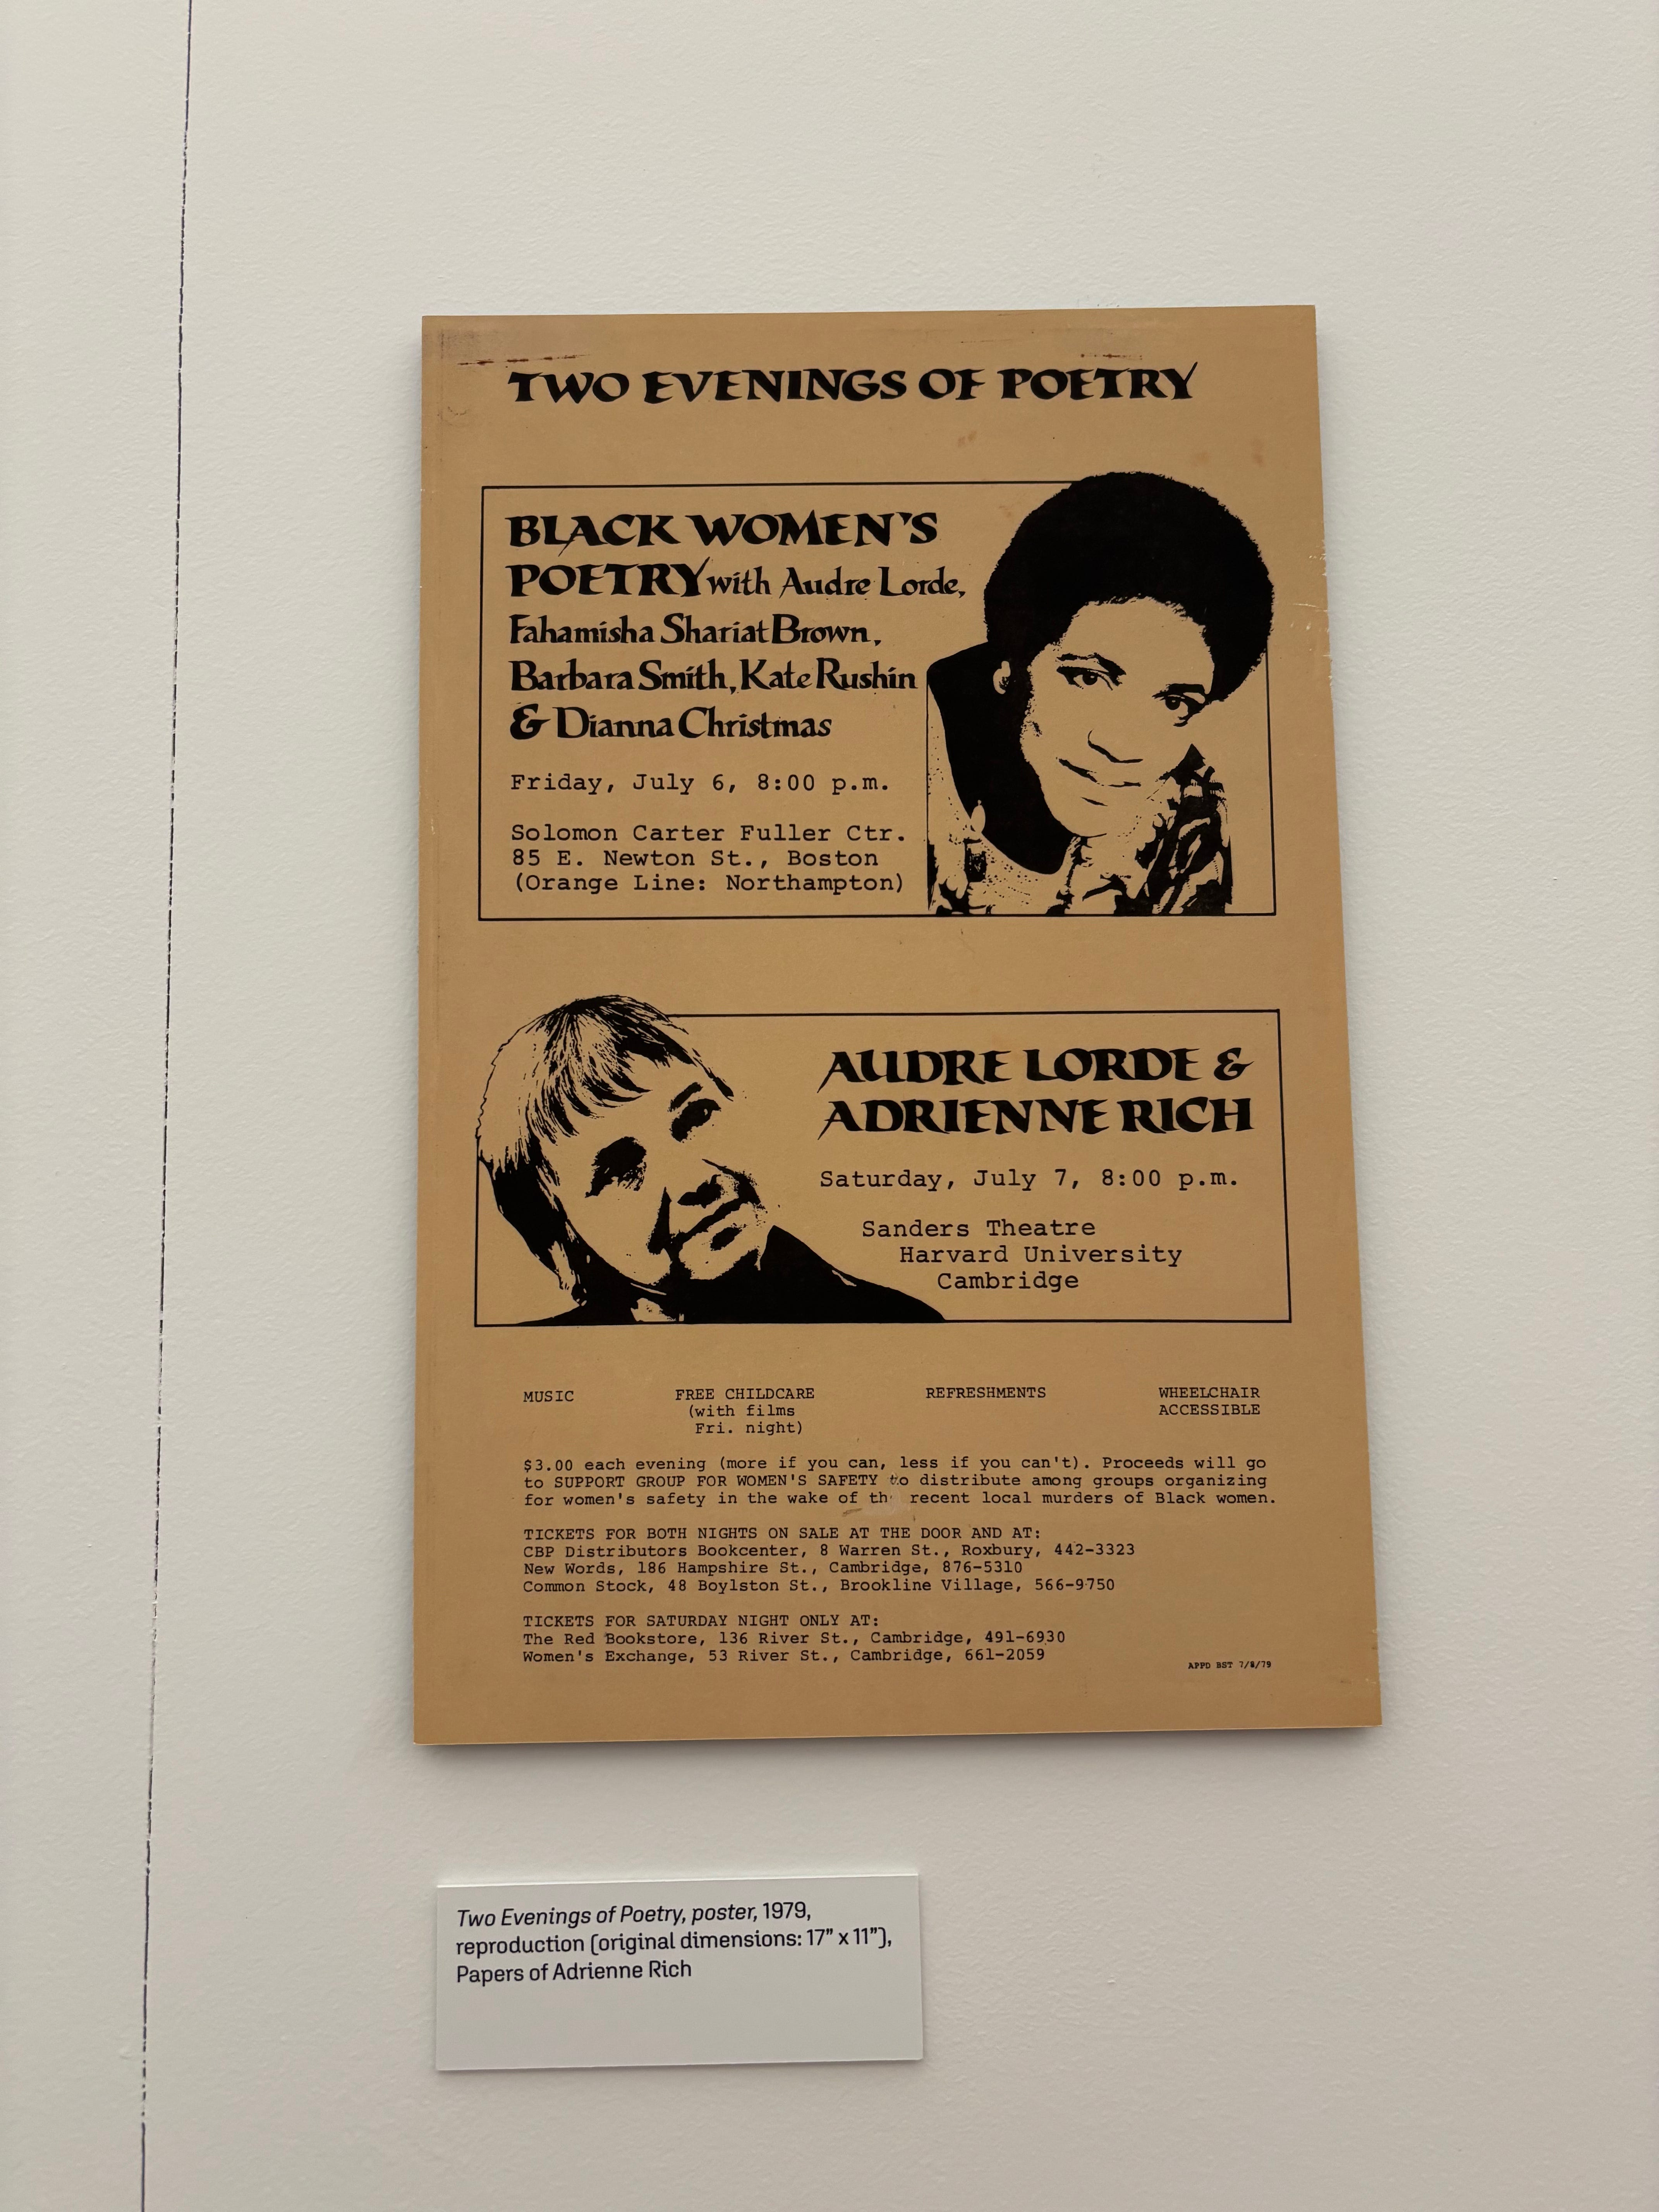 TWO EVENINGS OF POETRY
BLACK WOMEN'S
POETRY with Audre Lorde,
Fahamisha Shariat Brown,
Barbara Smith, Kate Rushin
& Dianna Christmas
Friday, July 6, 8:00 p.m.
Solomon Carter Fuller Ctr.
85 E. Newton St., Boston
(Orange Line: Northampton)
AUDRE LORDE &
ADRIENNE RICH
Saturday, July 7, 8:00 p.m.
Sanders Theatre
Harvard University
Cambridge
MUSIC
FREE CHILDCARE
(with films
Fri. night)
REFRESHMENTS
WHEELCHAIR
ACCESSIBLE
$3.00 each evening (more if you can, less if you can't). Proceeds will go
to SUPPORT GROUP FOR WOMEN'S SAFETY to distribute among groups organizing
for women's safety in the wake of the recent local murders of Black women.
TICKETS FOR BOTH NIGHTS ON SALE AT THE DOOR AND AT:
CBP Distributors Bookcenter, 8 Warren St., Roxbury, 442-3323
New Words, 186 Hampshire St., Cambridge, 876-5310
Common Stock, 48 Boylston St., Brookline Village, 566-9750
TICKETS FOR SATURDAY NIGHT ONLY AT:
The Red Bookstore, 136 River St., Cambridge, 491-6930
Women's Exchange, 53 River St., Cambridge, 661-2059
APPD BST 7/8/79
Two Evenings of Poetry, poster, 1979,
reproduction (original dimensions: 17" x 11"),
Papers of Adrienne Rich